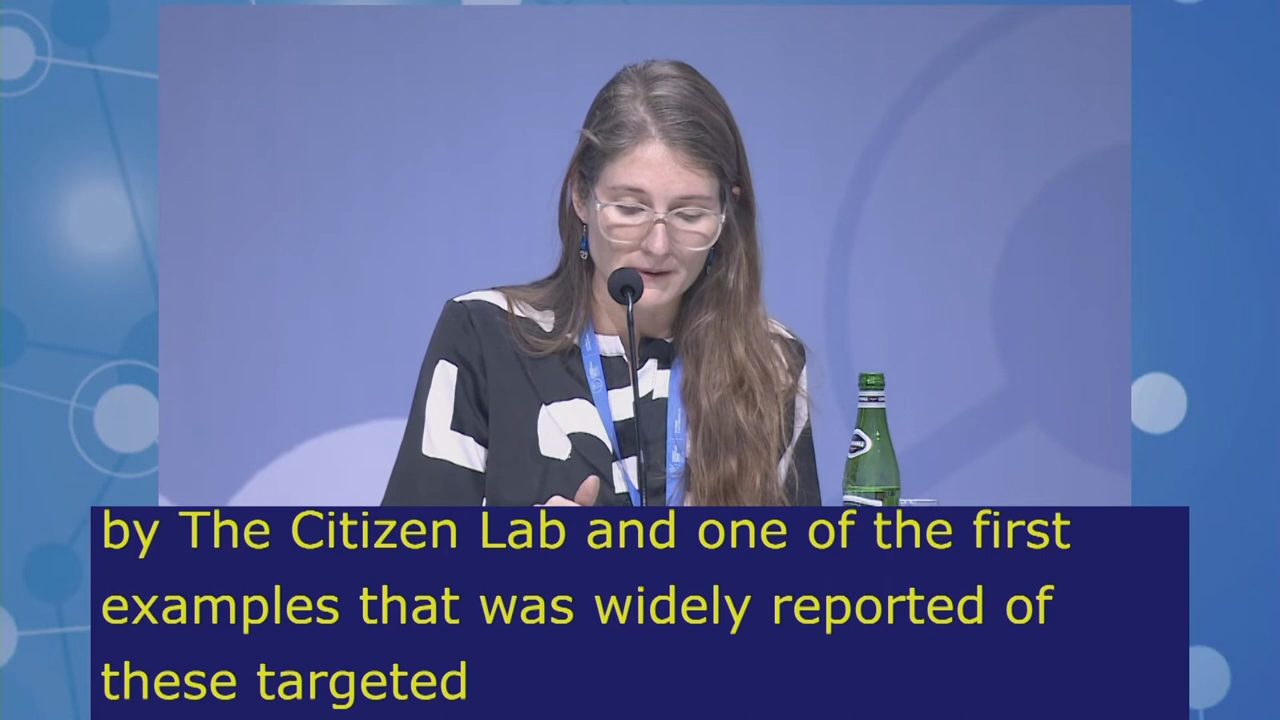 by The Citizen Lab and one of the first
examples that was widely reported of
these targeted